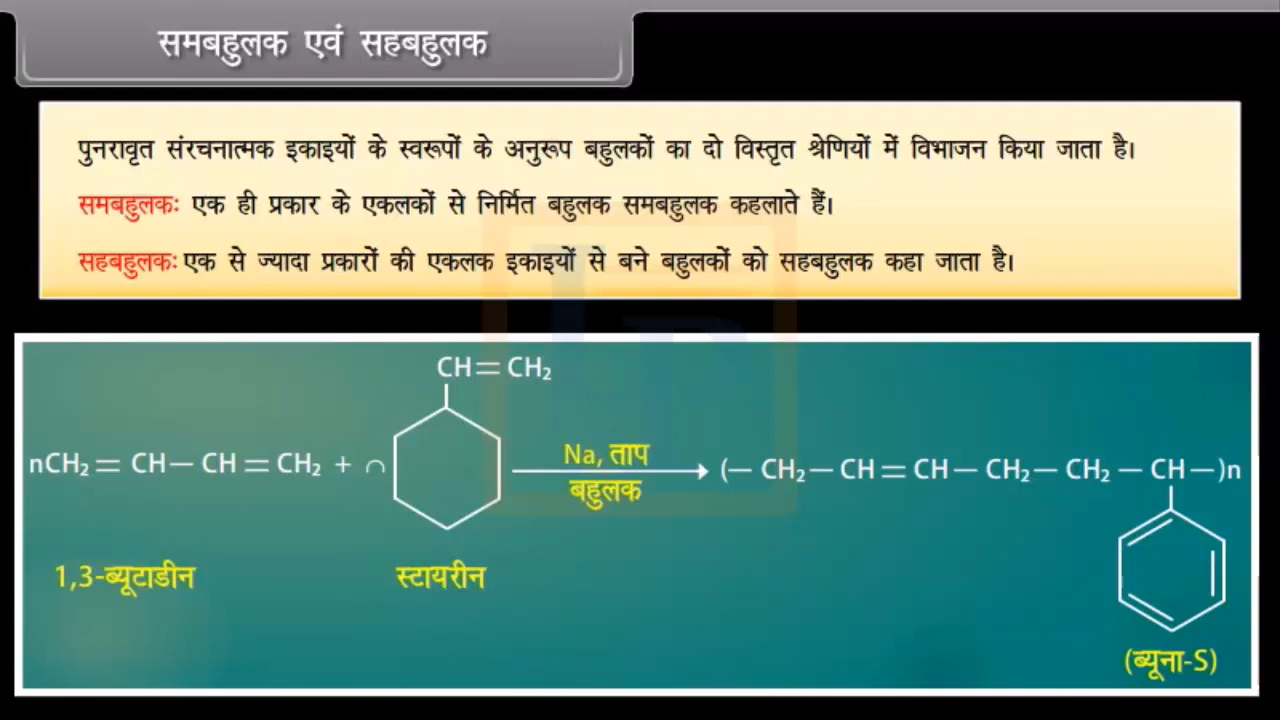 समबहुलक एवं सहबहुलक
पुनरावृत संरचनात्मक इकाइयों के स्वरूपों के अनुरूप बहुलकों का दो विस्तृत श्रेणियों में विभाजन किया जाता है।
समबहुलकः एक ही प्रकार के एकलकों से निर्मित बहुलक समबहुलक कहलाते हैं।
सहबहुलकः एक से ज्यादा प्रकारों की एकलक इकाइयों से बने बहुलकों को सहबहुलक कहा जाता है।
CH=CH₂
nCH₂=CH—CH=CH₂ + ∩
Na, ताप
बहुलक
(—CH₂—CH=CH—CH₂—CH₂—CH—)n
1,3-ब्यूटाडीन
स्टायरीन
(ब्यूना-S)